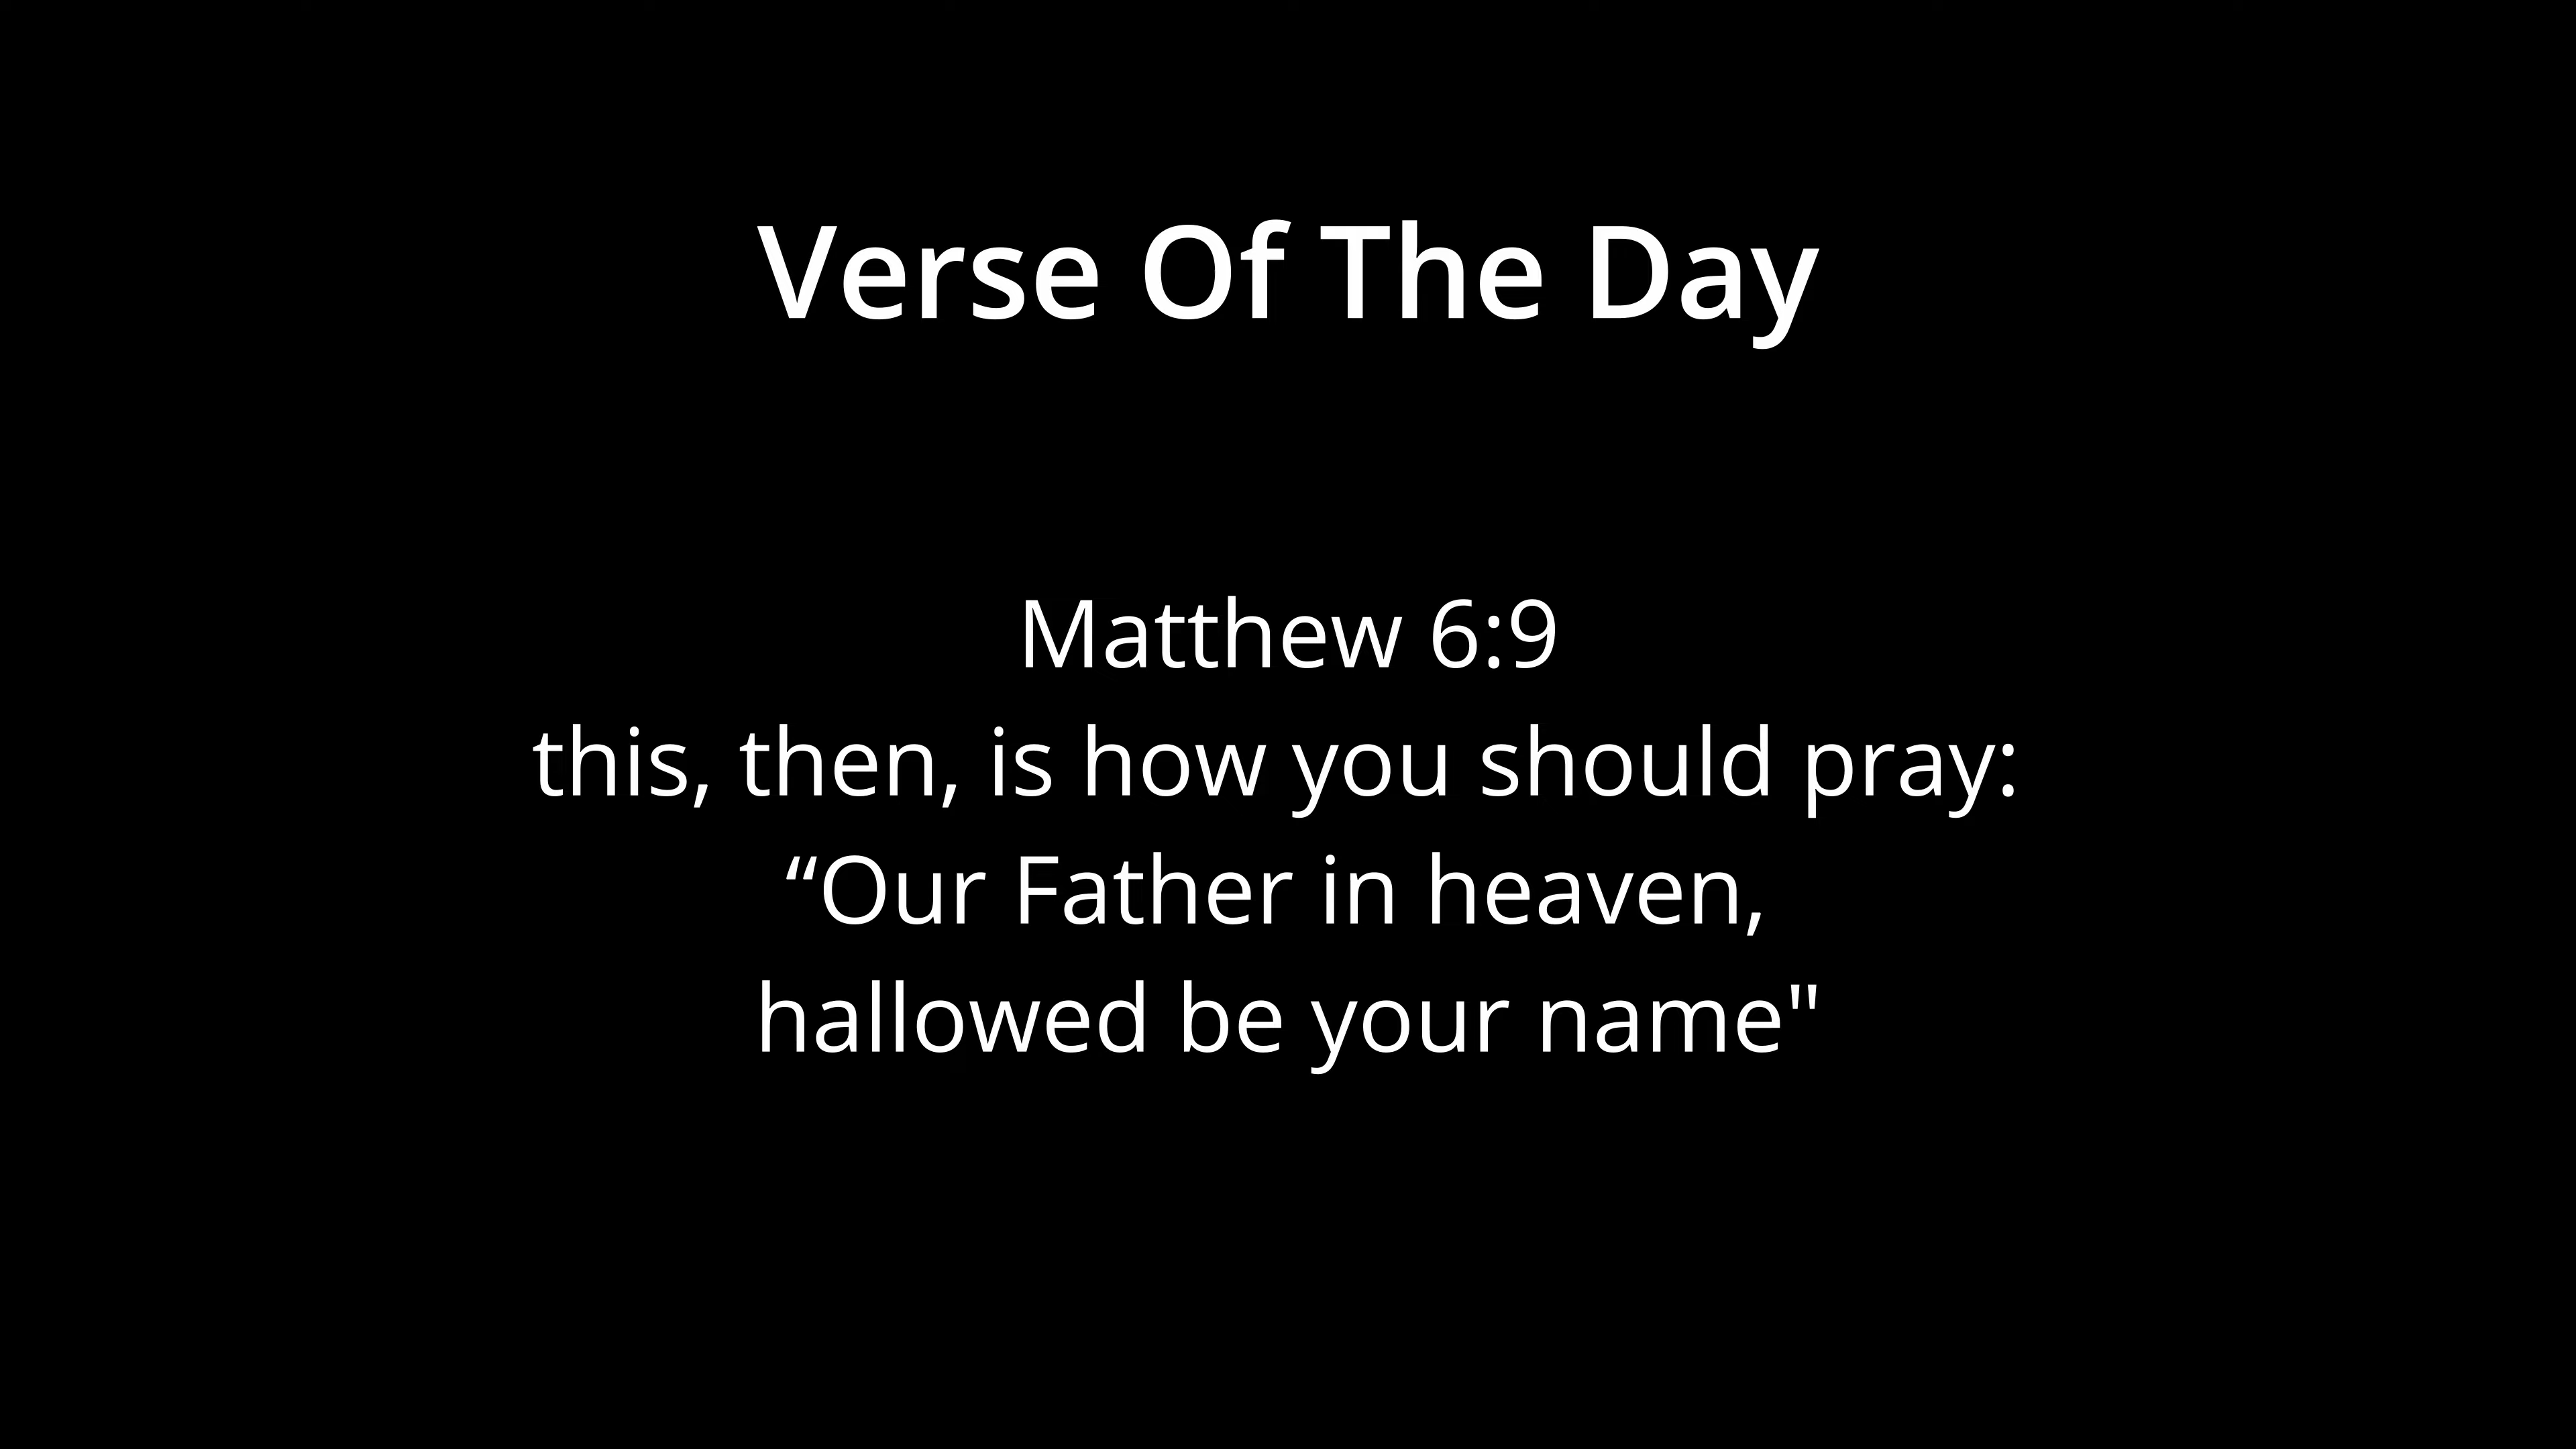 Verse Of The Day
Matthew 6:9
this, then, is how you should pray:
“Our Father in heaven,
hallowed be your name"